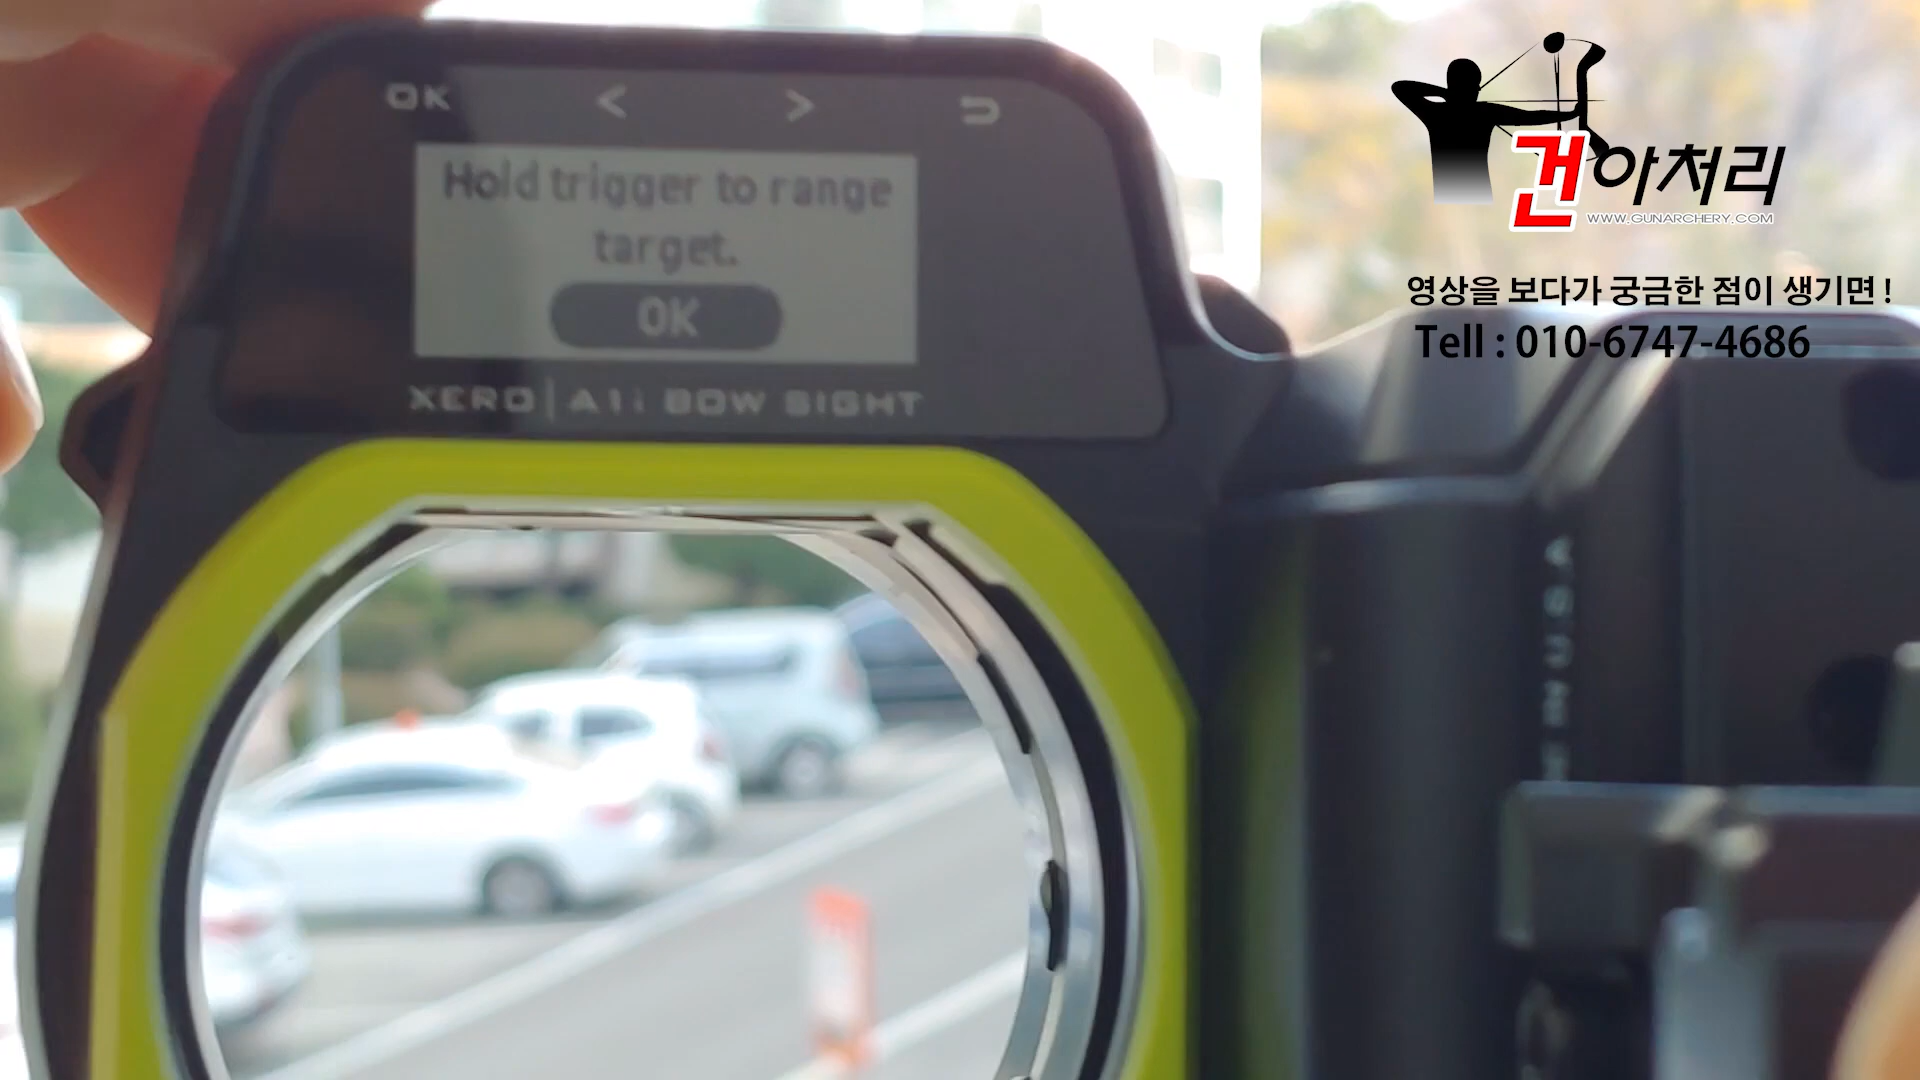 OK < >
Hold trigger to range
target.
OK
XERO | A1i BOW SIGHT
건아처리
WWW.GUNARCHERY.COM
영상을 보다가 궁금한 점이 생기면 !
Tell : 010-6747-4686